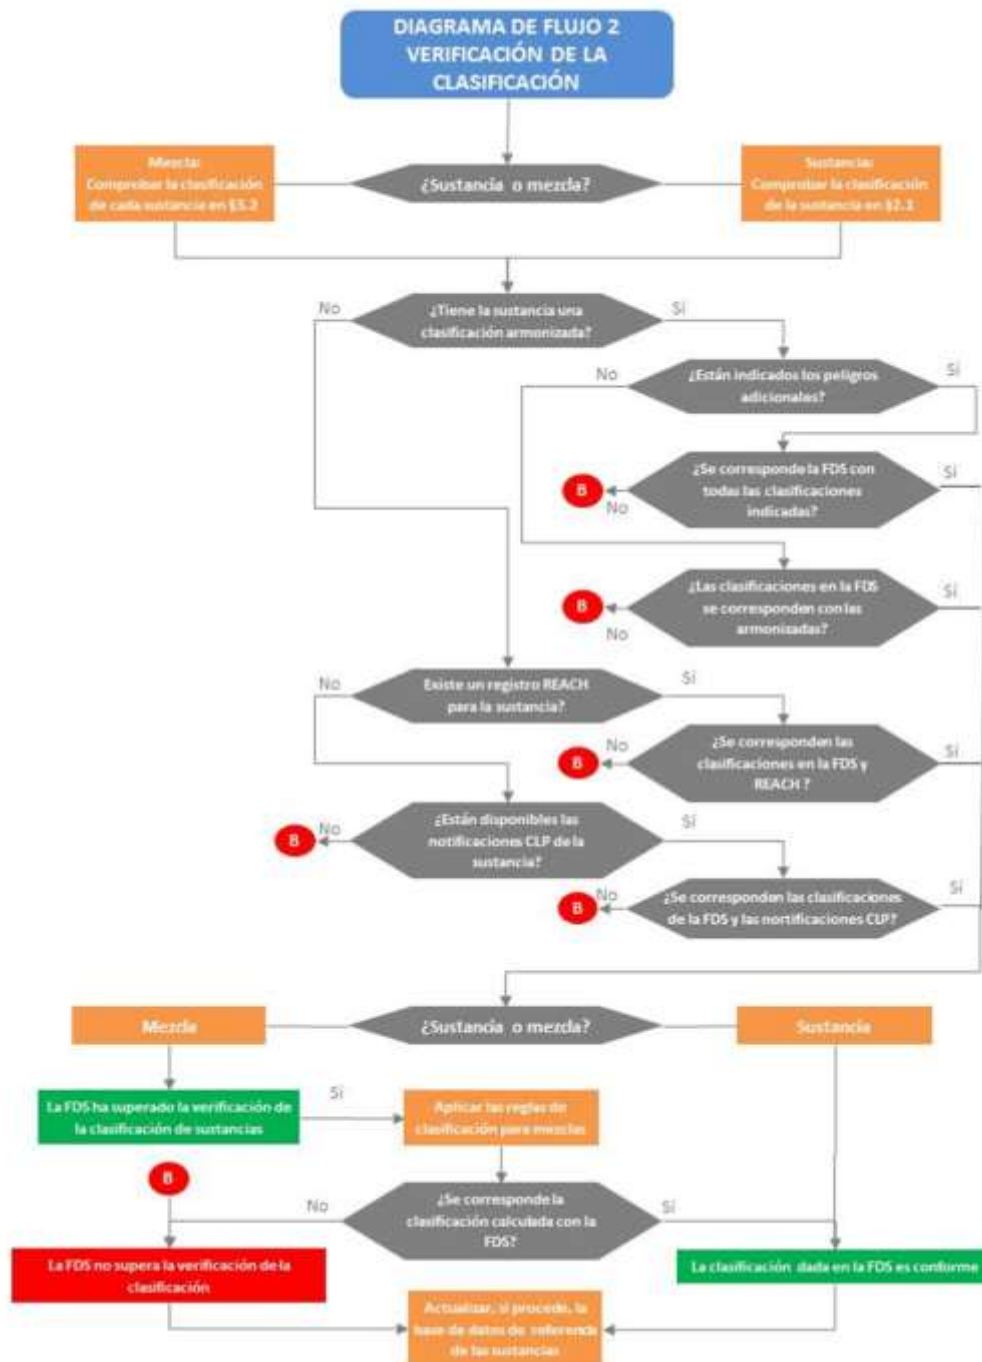 DIAGRAMA DE FLUJO 2
VERIFICACIÓN DE LA
CLASIFICACIÓN
Mezcla:
Comprobar la clasificación
de cada sustancia en §3.2
¿Sustancia o mezcla?
Sustancia:
Comprobar la clasificación
de la sustancia en §2.1
No
¿Tiene la sustancia una
clasificación armonizada?
Sí
No
¿Están indicados los peligros
adicionales?
Sí
B
No
¿Se corresponde la FDS con
todas las clasificaciones
indicadas?
Sí
B
No
¿Las clasificaciones en la FDS
se corresponden con las
armonizadas?
Sí
No
Existe un registro REACH
para la sustancia?
Sí
B
No
¿Se corresponden las
clasificaciones en la FDS y
REACH ?
Sí
B
No
¿Están disponibles las
notificaciones CLP de la
sustancia?
Sí
B
No
¿Se corresponden las clasificaciones
de la FDS y las nortificaciones CLP?
Sí
Mezcla
¿Sustancia o mezcla?
Sustancia
La FDS ha superado la verificación de
la clasificación de sustancias
Sí
Aplicar las reglas de
clasificación para mezclas
B
No
¿Se corresponde la
clasificación calculada con la
FDS?
Sí
La FDS no supera la verificación de la
clasificación
La clasificación dada en la FDS es conforme
Actualizar, si procede, la
base de datos de referencia
de las sustancias